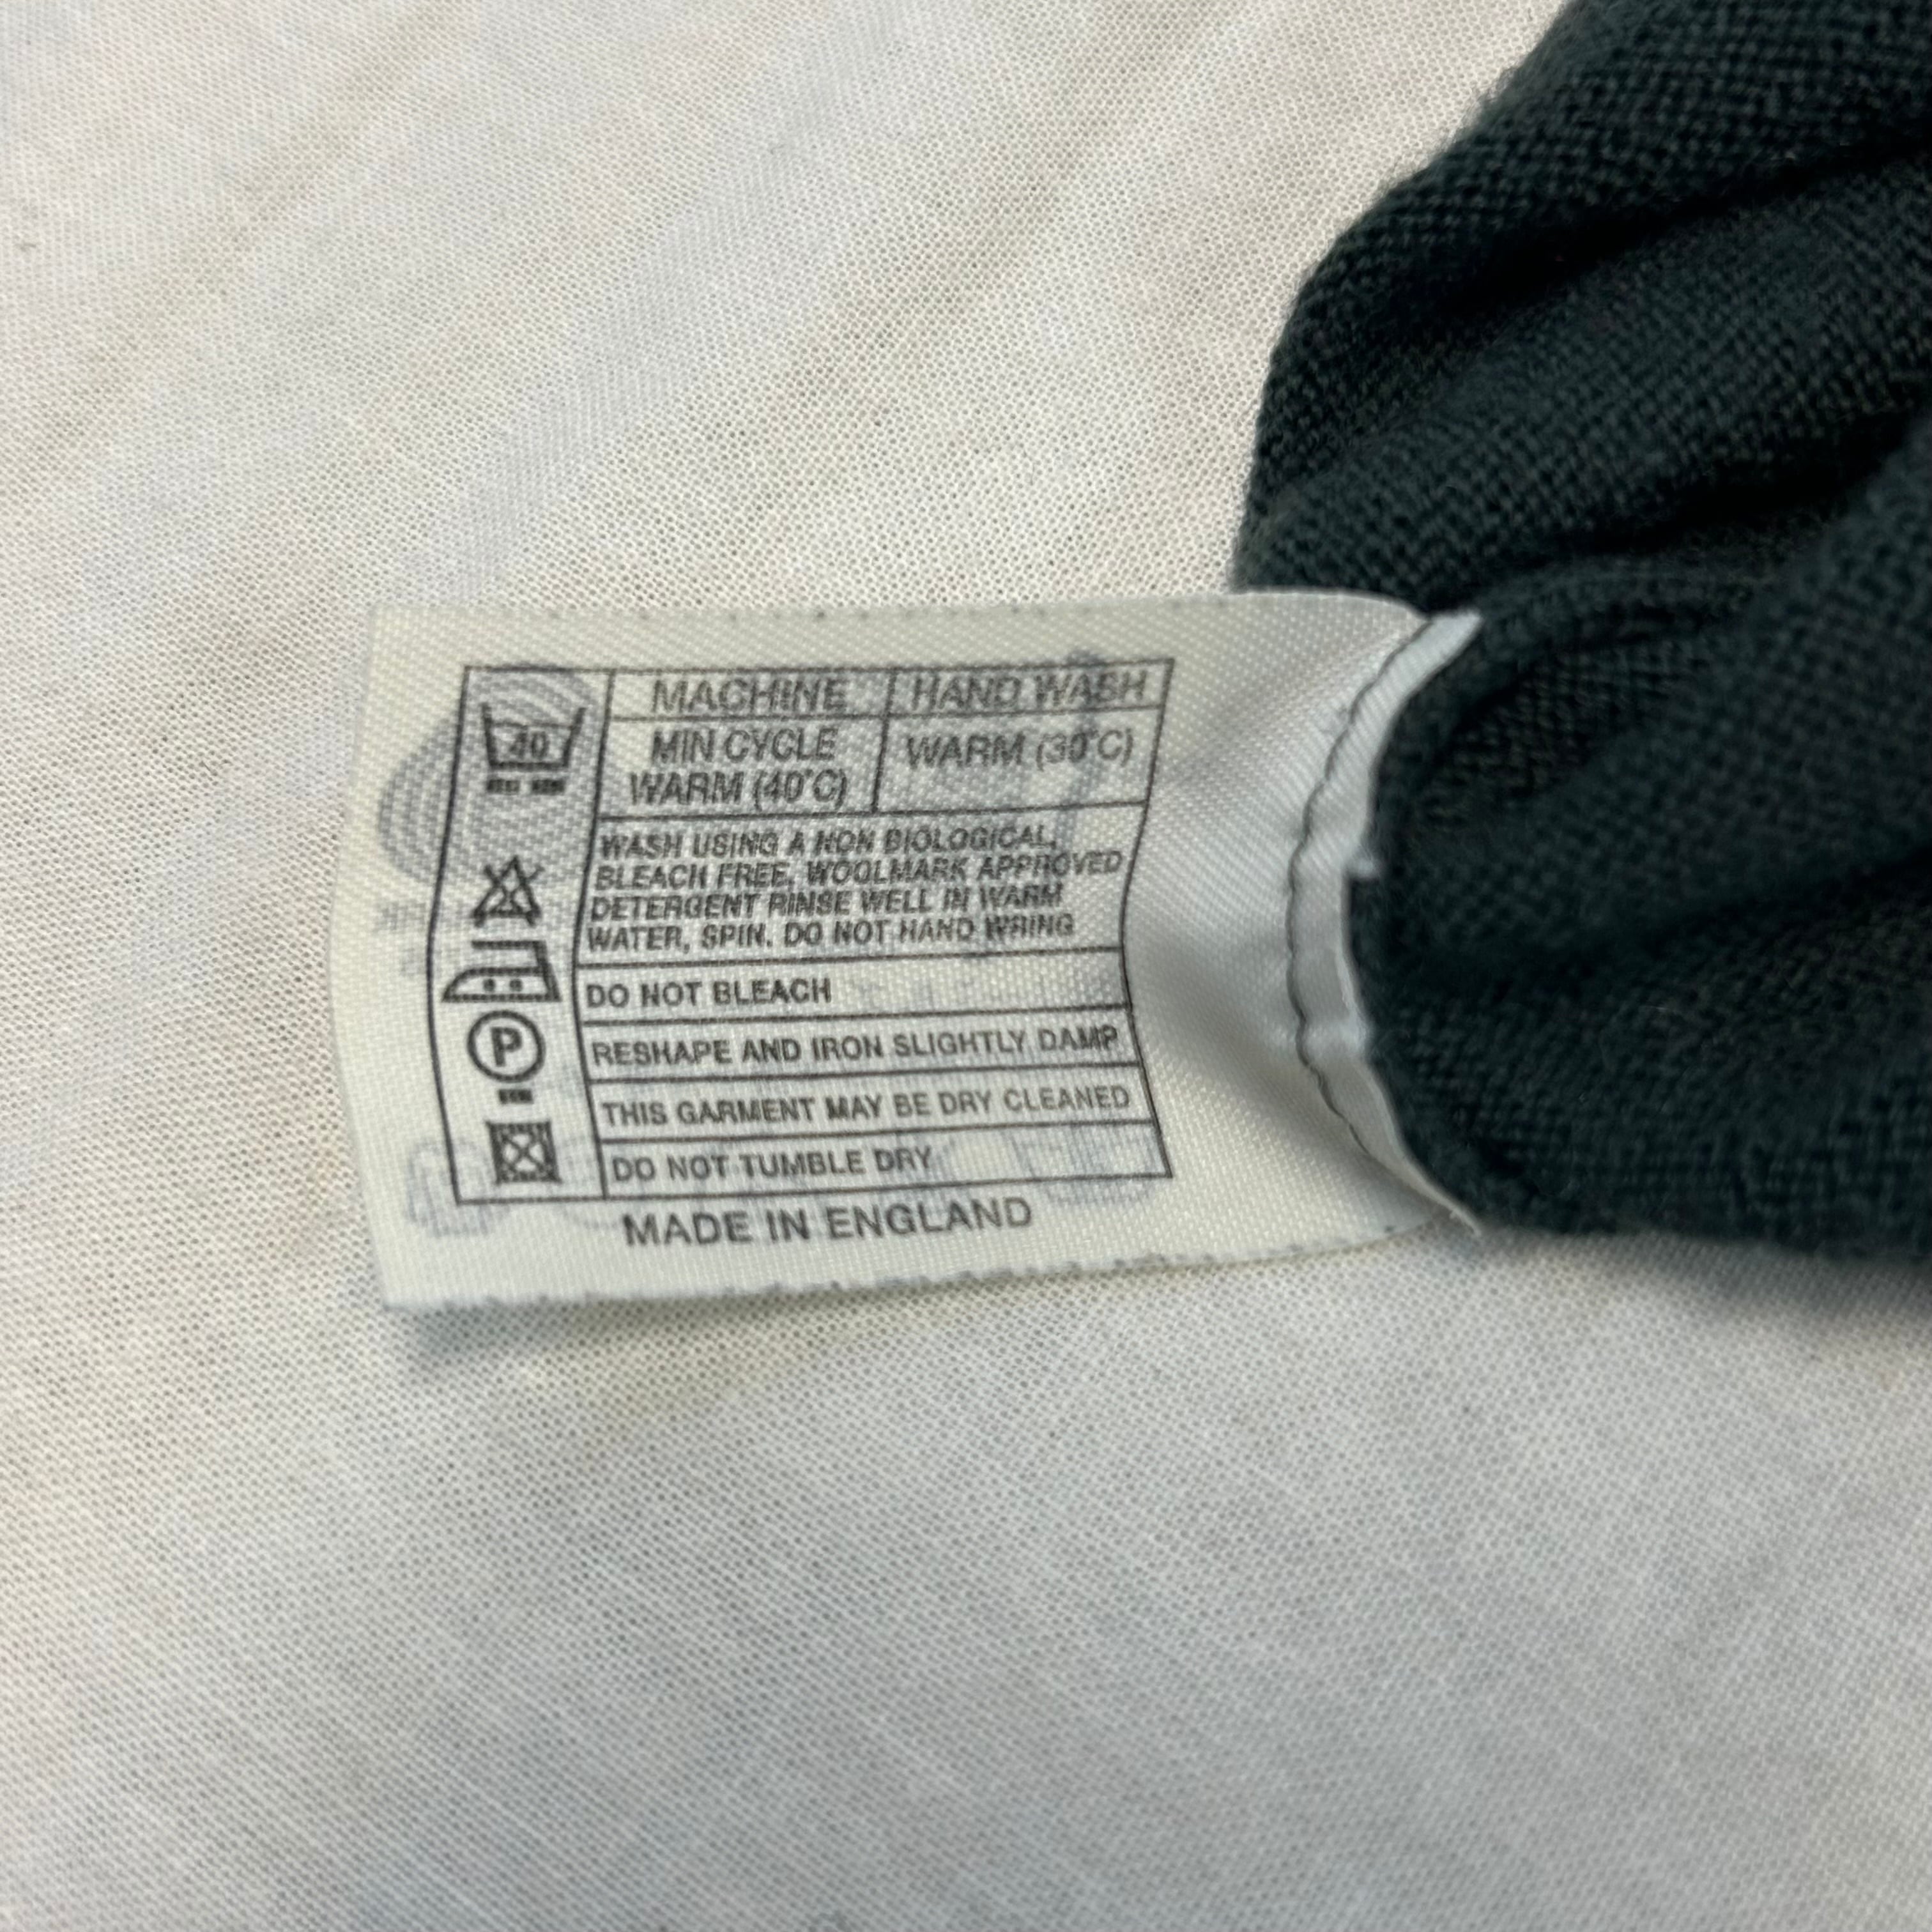 40
MACHINE HAND WASH
MIN CYCLE WARM (30°C)
WARM (40°C)
WASH USING A NON BIOLOGICAL,
BLEACH FREE, WOOLMARK APPROVED
DETERGENT RINSE WELL IN WARM
WATER, SPIN. DO NOT HAND WRING
DO NOT BLEACH
RESHAPE AND IRON SLIGHTLY DAMP
P
THIS GARMENT MAY BE DRY CLEANED
DO NOT TUMBLE DRY
MADE IN ENGLAND